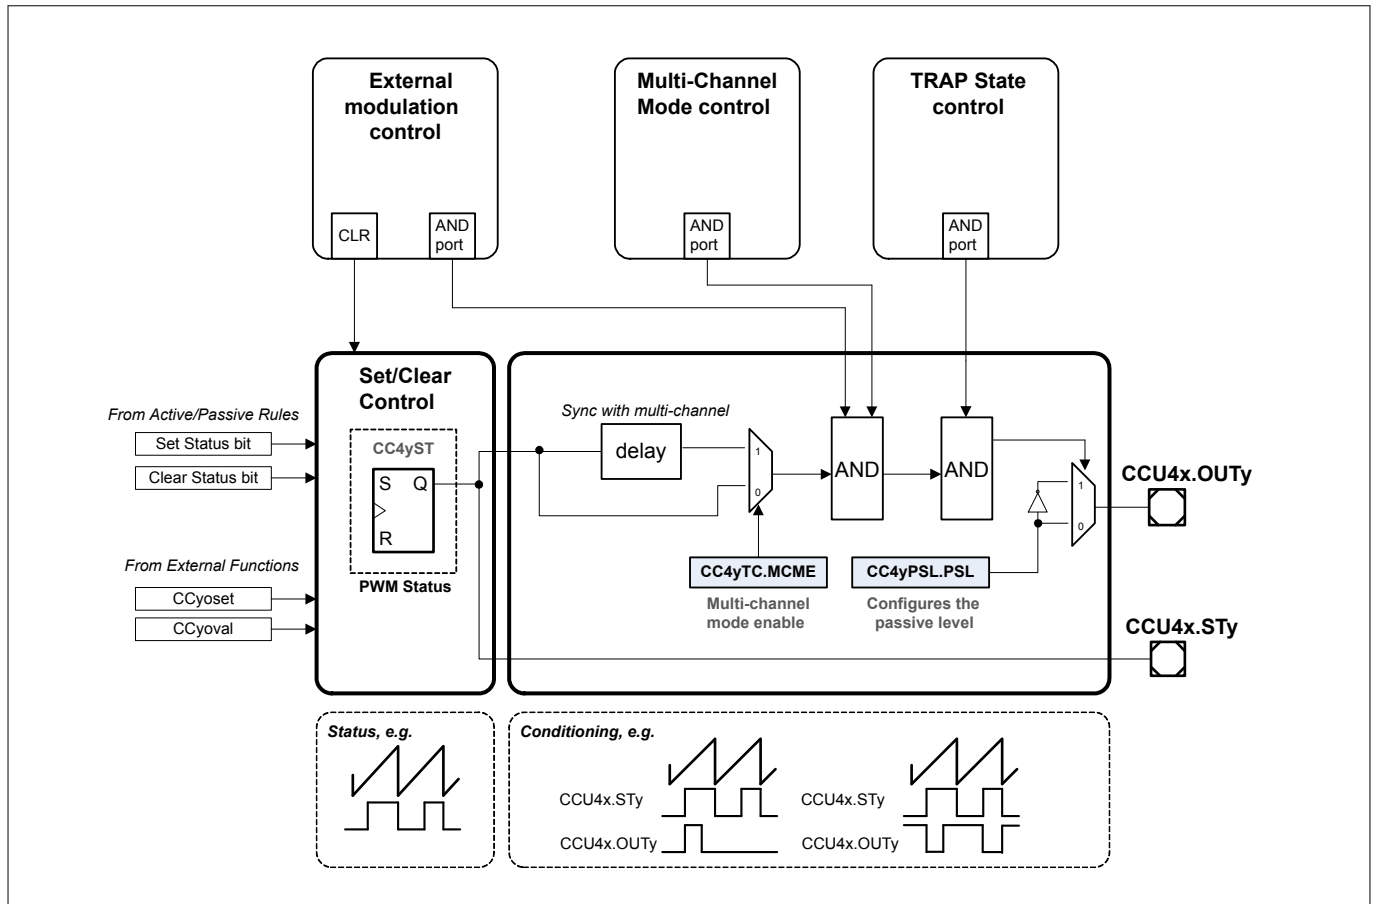 External
modulation
control
CLR
AND
port
Multi-Channel
Mode control
AND
port
TRAP State
control
AND
port
From Active/Passive Rules
Set Status bit
Clear Status bit
From External Functions
CCyoset
CCyoval
Set/Clear
Control
CC4yST
S Q
R
PWM Status
Sync with multi-channel
delay
1
0
AND
AND
1
0
CC4yTC.MCME
Multi-channel
mode enable
CC4yPSL.PSL
Configures the
passive level
CCU4x.OUTy
CCU4x.STy
Status, e.g.
Conditioning, e.g.
CCU4x.STy
CCU4x.OUTy
CCU4x.STy
CCU4x.OUTy